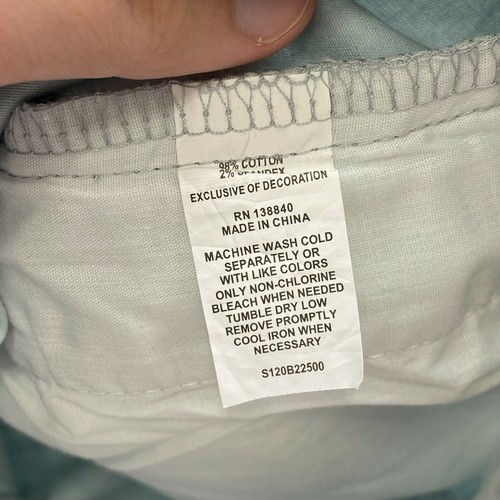 98% COTTON
2% SPANDEX
EXCLUSIVE OF DECORATION
RN 138840
MADE IN CHINA
MACHINE WASH COLD
SEPARATELY OR
WITH LIKE COLORS
ONLY NON-CHLORINE
BLEACH WHEN NEEDED
TUMBLE DRY LOW
REMOVE PROMPTLY
COOL IRON WHEN
NECESSARY
S120B22500